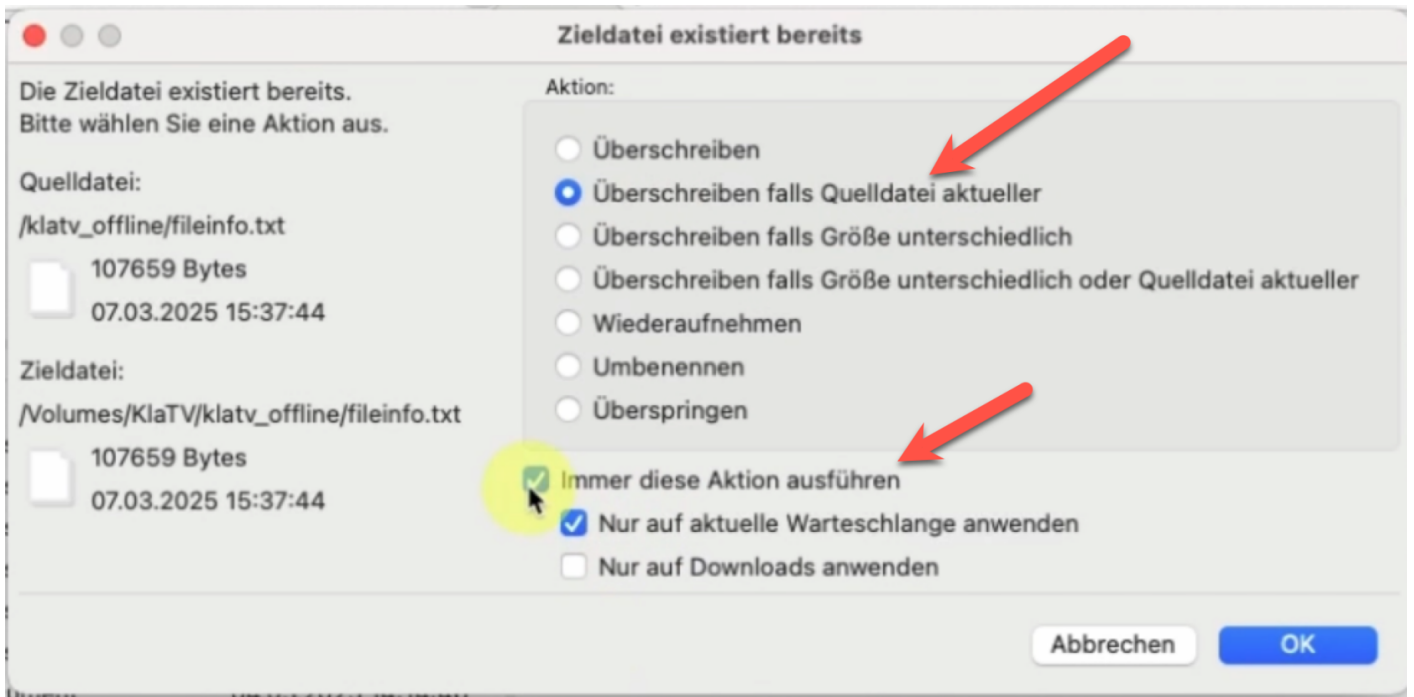 Zieldatei existiert bereits
Die Zieldatei existiert bereits.
Bitte wählen Sie eine Aktion aus.
Quelldatei:
/klatv_offline/fileinfo.txt
107659 Bytes
07.03.2025 15:37:44
Zieldatei:
/Volumes/KlaTV/klatv_offline/fileinfo.txt
107659 Bytes
07.03.2025 15:37:44
Aktion:
Überschreiben
Überschreiben falls Quelldatei aktueller
Überschreiben falls Größe unterschiedlich
Überschreiben falls Größe unterschiedlich oder Quelldatei aktueller
Wiederaufnehmen
Umbenennen
Überspringen
Immer diese Aktion ausführen
Nur auf aktuelle Warteschlange anwenden
Nur auf Downloads anwenden
Abbrechen
OK